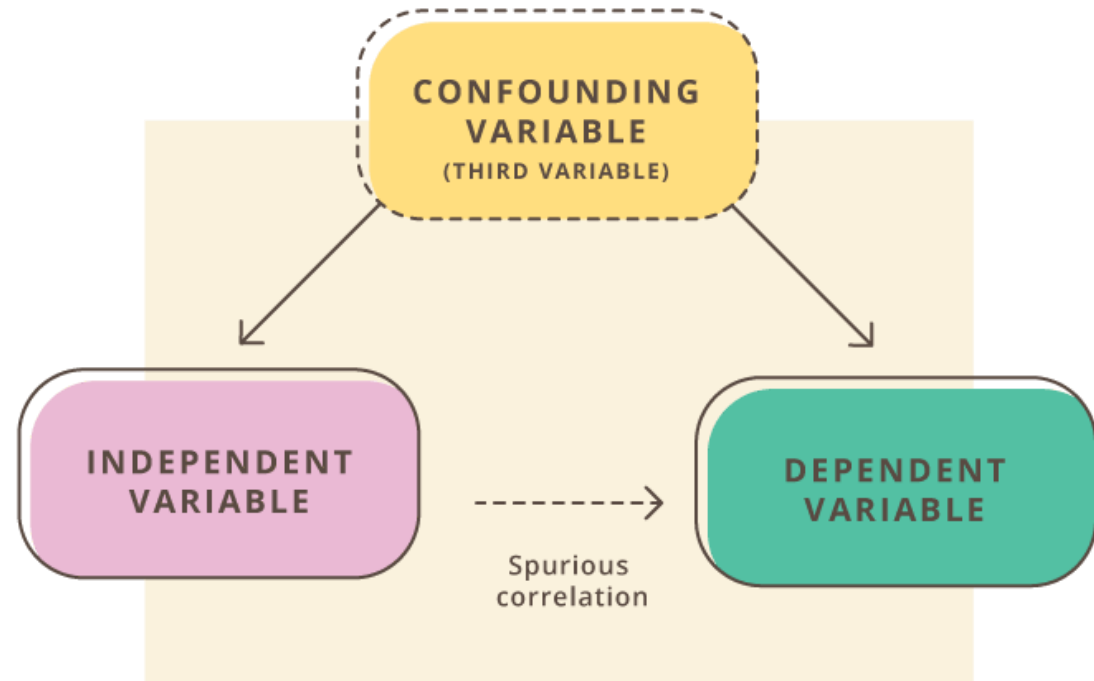 CONFOUNDING
VARIABLE
(THIRD VARIABLE)
INDEPENDENT
VARIABLE
DEPENDENT
VARIABLE
Spurious
correlation